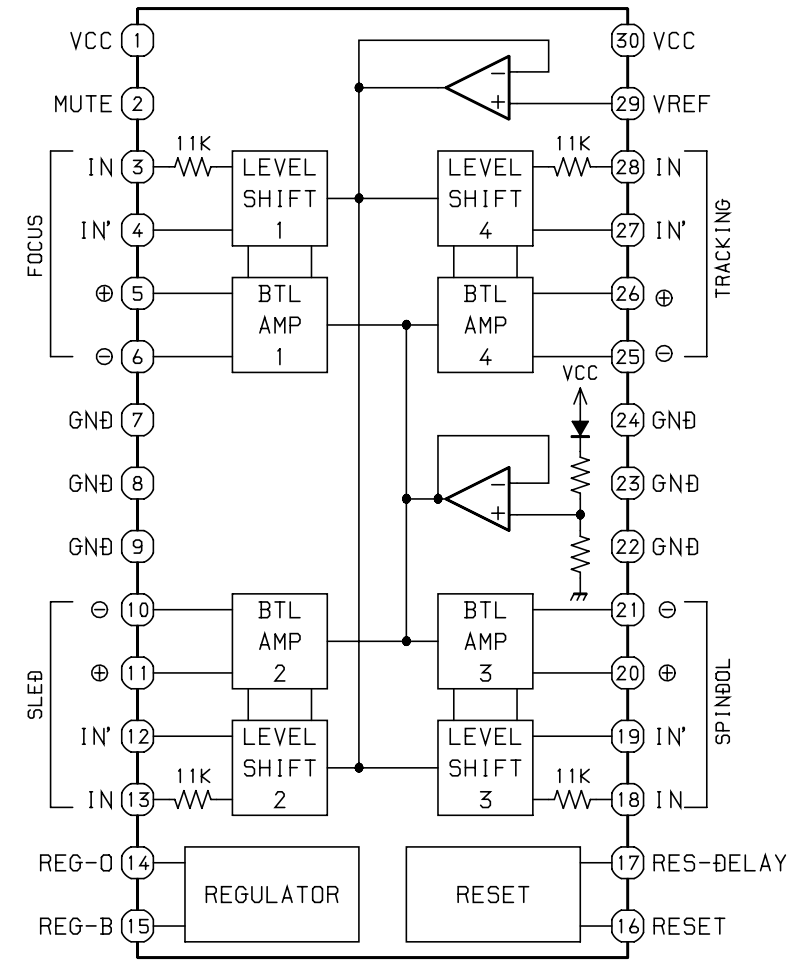 VCC 1
30 VCC
MUTE 2
29 VREF
11K
11K
IN 3
LEVEL
SHIFT
1
LEVEL
SHIFT
4
28 IN
IN' 4
27 IN'
FOCUS
TRACKING
⊕ 5
BTL
AMP
1
BTL
AMP
4
26 ⊕
⊖ 6
25 ⊖
−
+
VCC
GND 7
24 GND
GND 8
23 GND
−
+
GND 9
22 GND
⊖ 10
BTL
AMP
2
BTL
AMP
3
21 ⊖
⊕ 11
20 ⊕
SLED
SPINDOL
IN' 12
LEVEL
SHIFT
2
LEVEL
SHIFT
3
19 IN'
11K
11K
IN 13
18 IN
REG-O 14
REGULATOR
RESET
17 RES-DELAY
REG-B 15
16 RESET